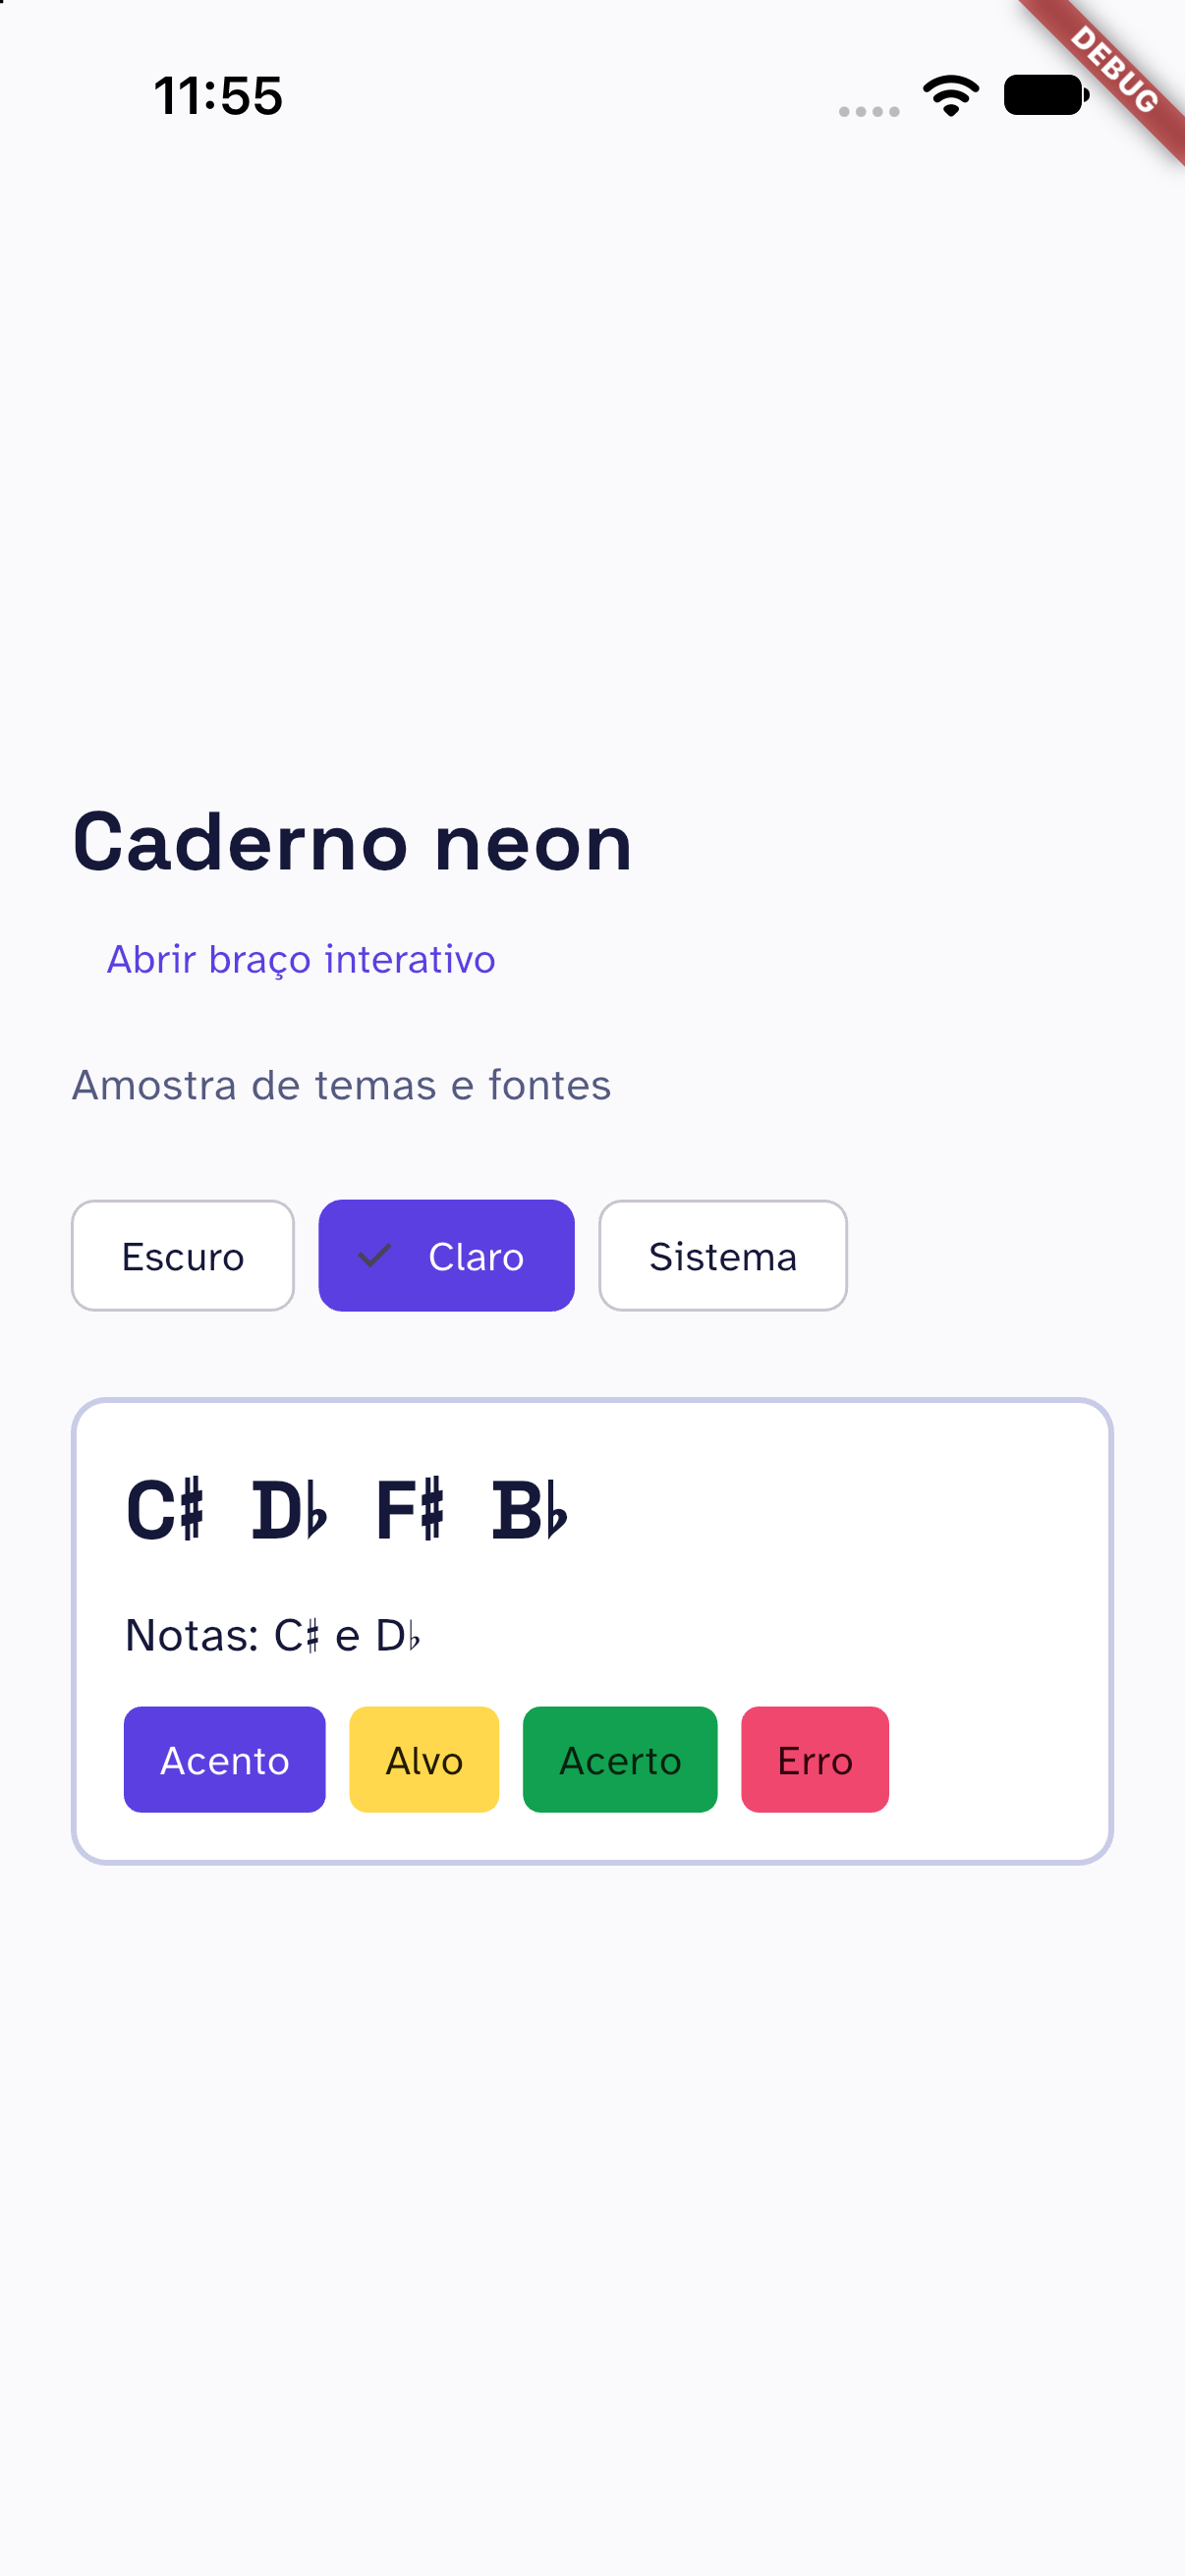 11:55
DEBUG
Caderno neon
Abrir braço interativo
Amostra de temas e fontes
Escuro Claro Sistema
C♯ D♭ F♯ B♭
Notas: C♯ e D♭
Acento Alvo Acerto Erro